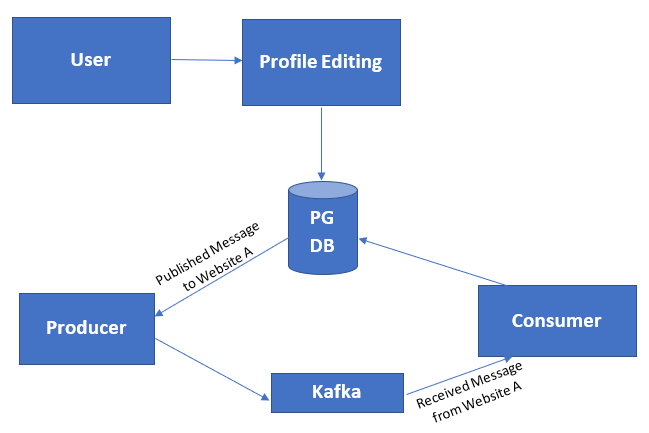 User
Profile Editing
PG
DB
Published Message
to Website A
Producer
Consumer
Kafka
Received Message
from Website A